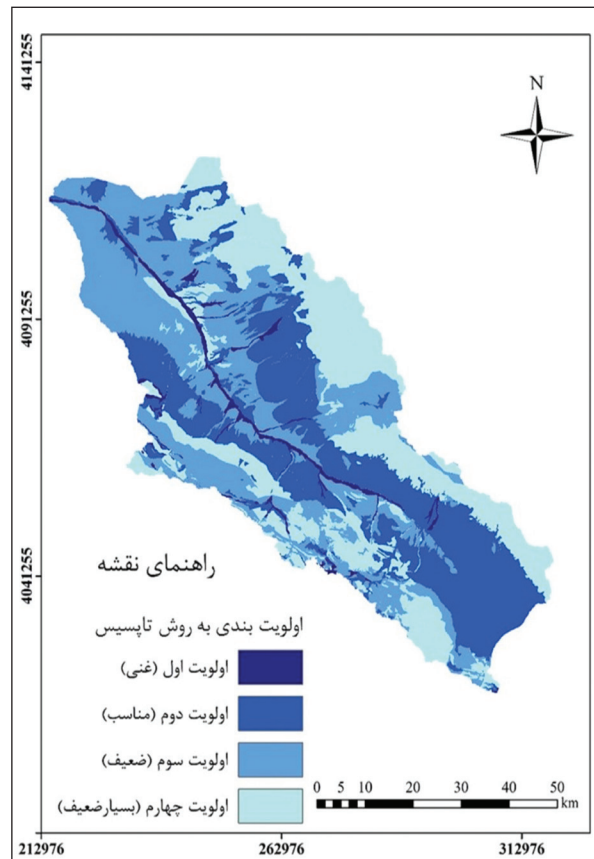 4141255
N
4091255
4041255
راهنمای نقشه
اولویت بندی به روش تاپسیس
اولویت اول (غنی)
اولویت دوم (مناسب)
اولویت سوم (ضعیف)
اولویت چهارم (بسیارضعیف)
0 5 10 20 30 40 50
km
212976 262976 312976